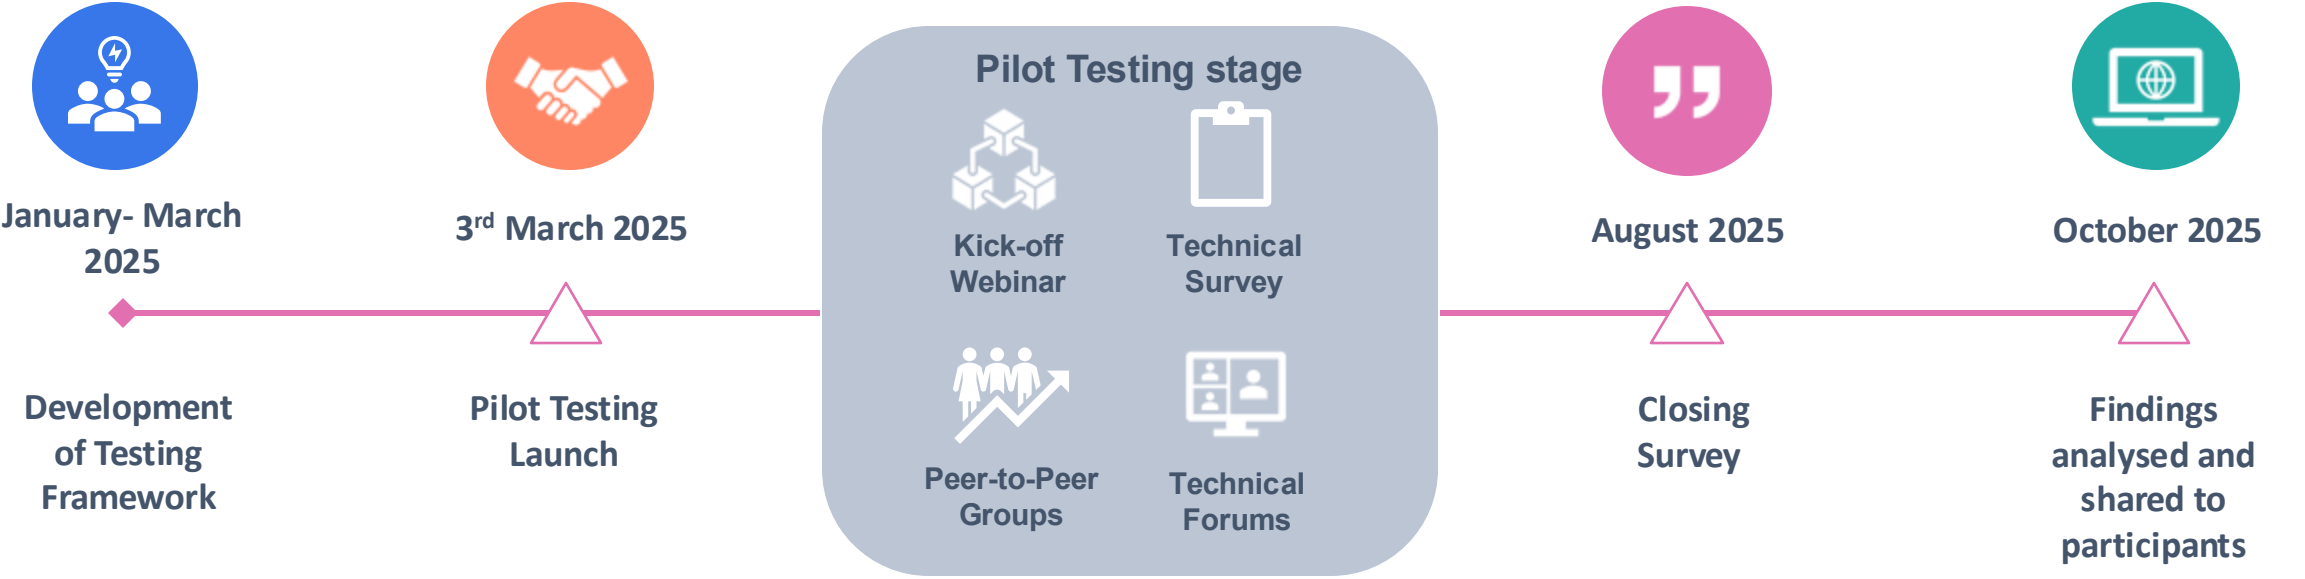 January- March
2025
Development
of Testing
Framework
3rd March 2025
Pilot Testing
Launch
Pilot Testing stage
Kick-off
Webinar
Technical
Survey
Peer-to-Peer
Groups
Technical
Forums
August 2025
Closing
Survey
October 2025
Findings
analysed and
shared to
participants